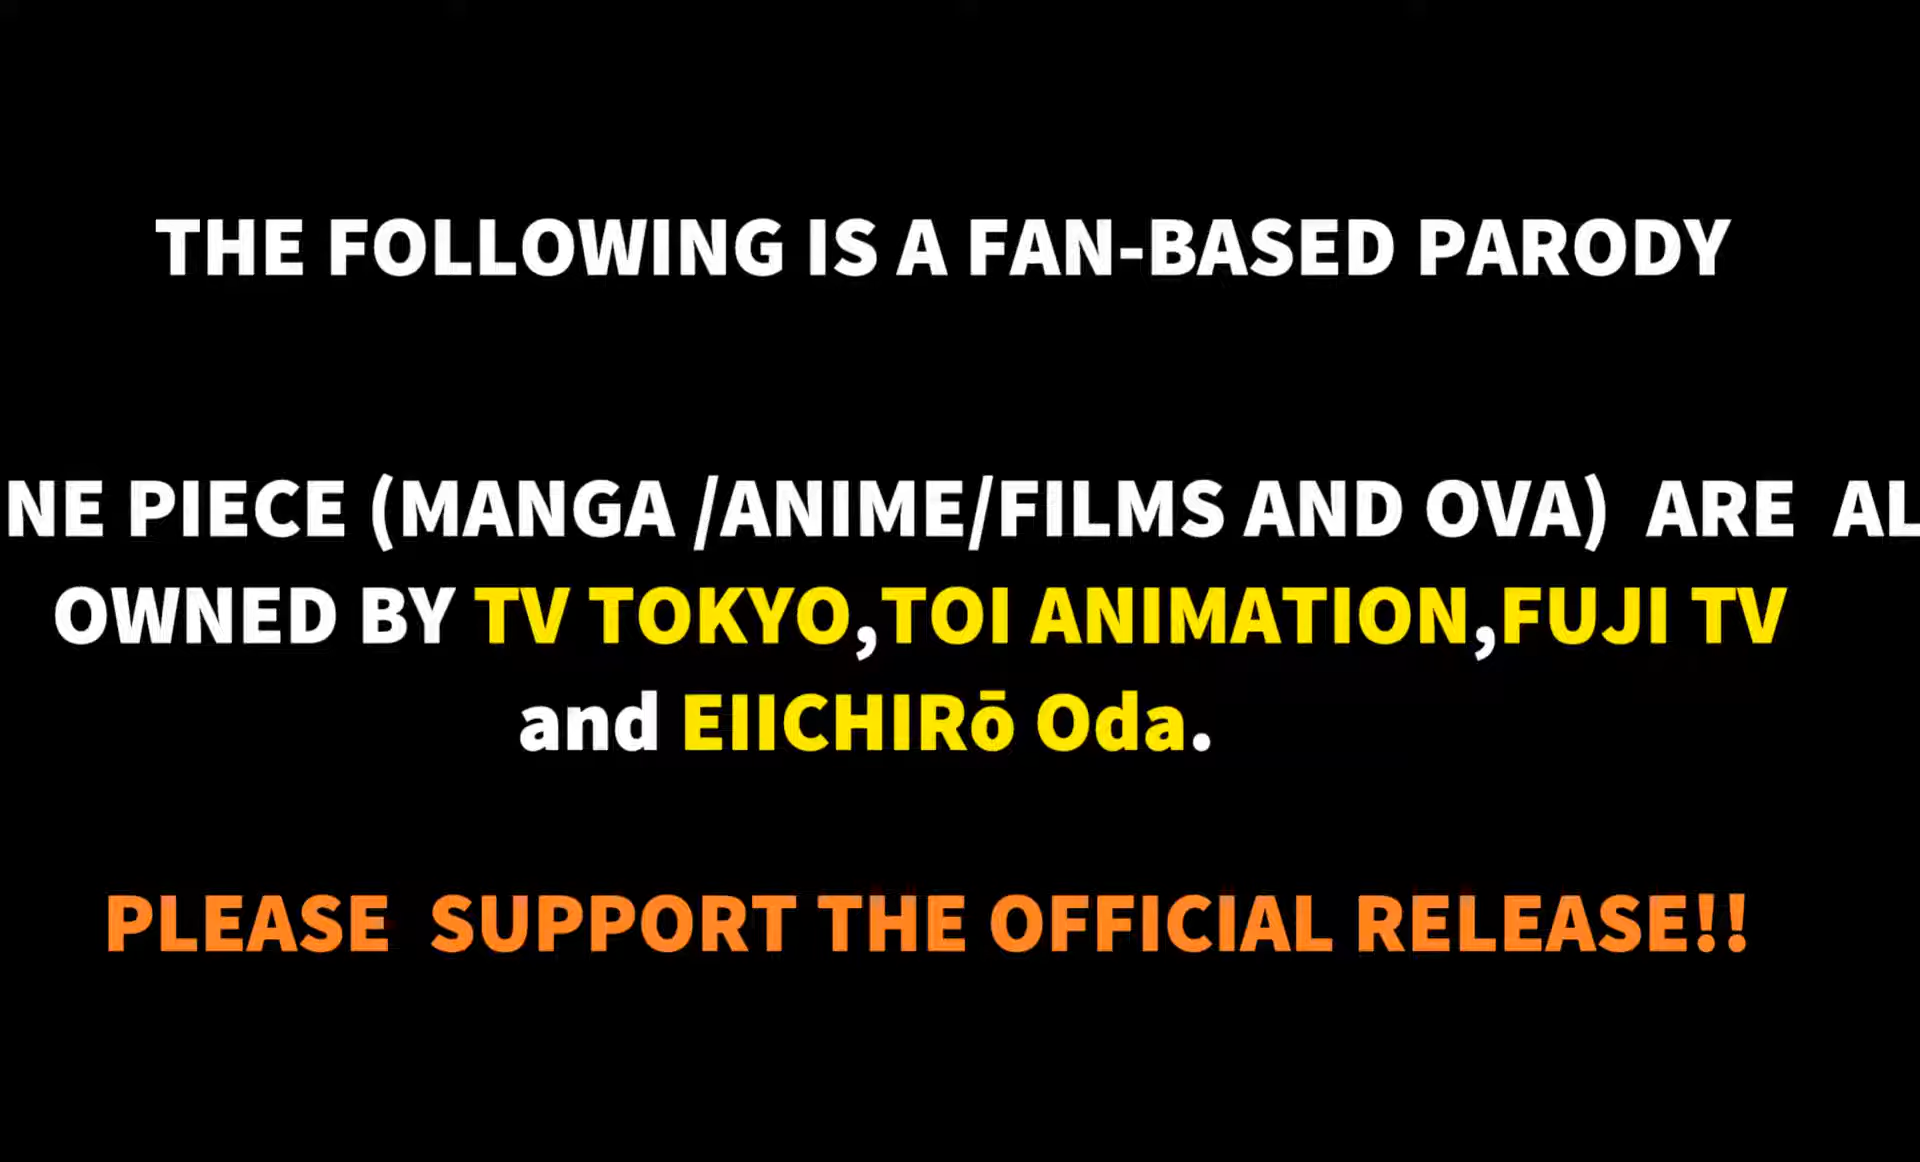 THE FOLLOWING IS A FAN-BASED PARODY
NE PIECE (MANGA /ANIME/FILMS AND OVA) ARE AL
OWNED BY TV TOKYO,TOI ANIMATION,FUJI TV
and EIICHIRō Oda.
PLEASE SUPPORT THE OFFICIAL RELEASE!!